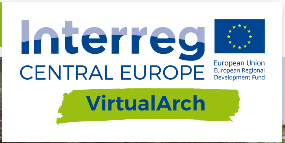 Interreg
CENTRAL EUROPE
European Union
European Regional
Development Fund
VirtualArch